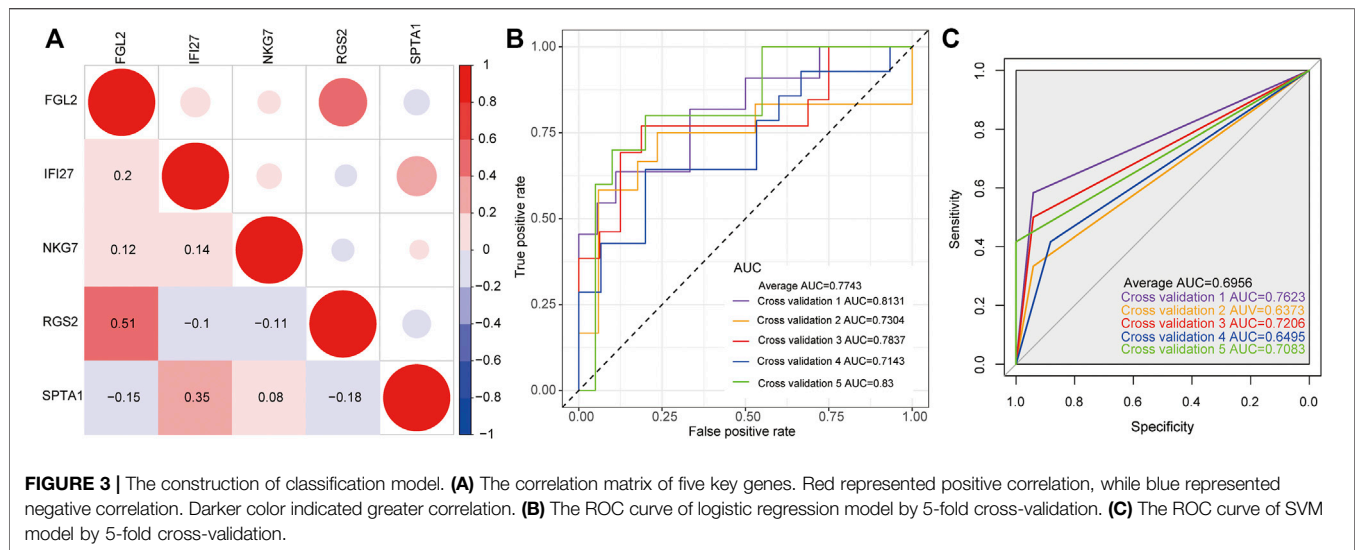 A
FGL2
IFI27
NKG7
RGS2
SPTA1
FGL2
IFI27
0.2
NKG7
0.12 0.14
RGS2
0.51 −0.1 −0.11
SPTA1
−0.15 0.35 0.08 −0.18
1
0.8
0.6
0.4
0.2
0
−0.2
−0.4
−0.6
−0.8
−1
B
True positive rate
1.00
0.75
0.50
0.25
0.00
AUC
Average AUC=0.7743
Cross validation 1 AUC=0.8131
Cross validation 2 AUC=0.7304
Cross validation 3 AUC=0.7837
Cross validation 4 AUC=0.7143
Cross validation 5 AUC=0.83
0.00 0.25 0.50 0.75 1.00
False positive rate
C
Sensitivity
1.0
0.8
0.6
0.4
0.2
0.0
Average AUC=0.6956
Cross validation 1 AUC=0.7623
Cross validation 2 AUV=0.6373
Cross validation 3 AUC=0.7206
Cross validation 4 AUC=0.6495
Cross validation 5 AUC=0.7083
1.0 0.8 0.6 0.4 0.2 0.0
Specificity
FIGURE 3 | The construction of classification model. (A) The correlation matrix of five key genes. Red represented positive correlation, while blue represented
negative correlation. Darker color indicated greater correlation. (B) The ROC curve of logistic regression model by 5-fold cross-validation. (C) The ROC curve of SVM
model by 5-fold cross-validation.